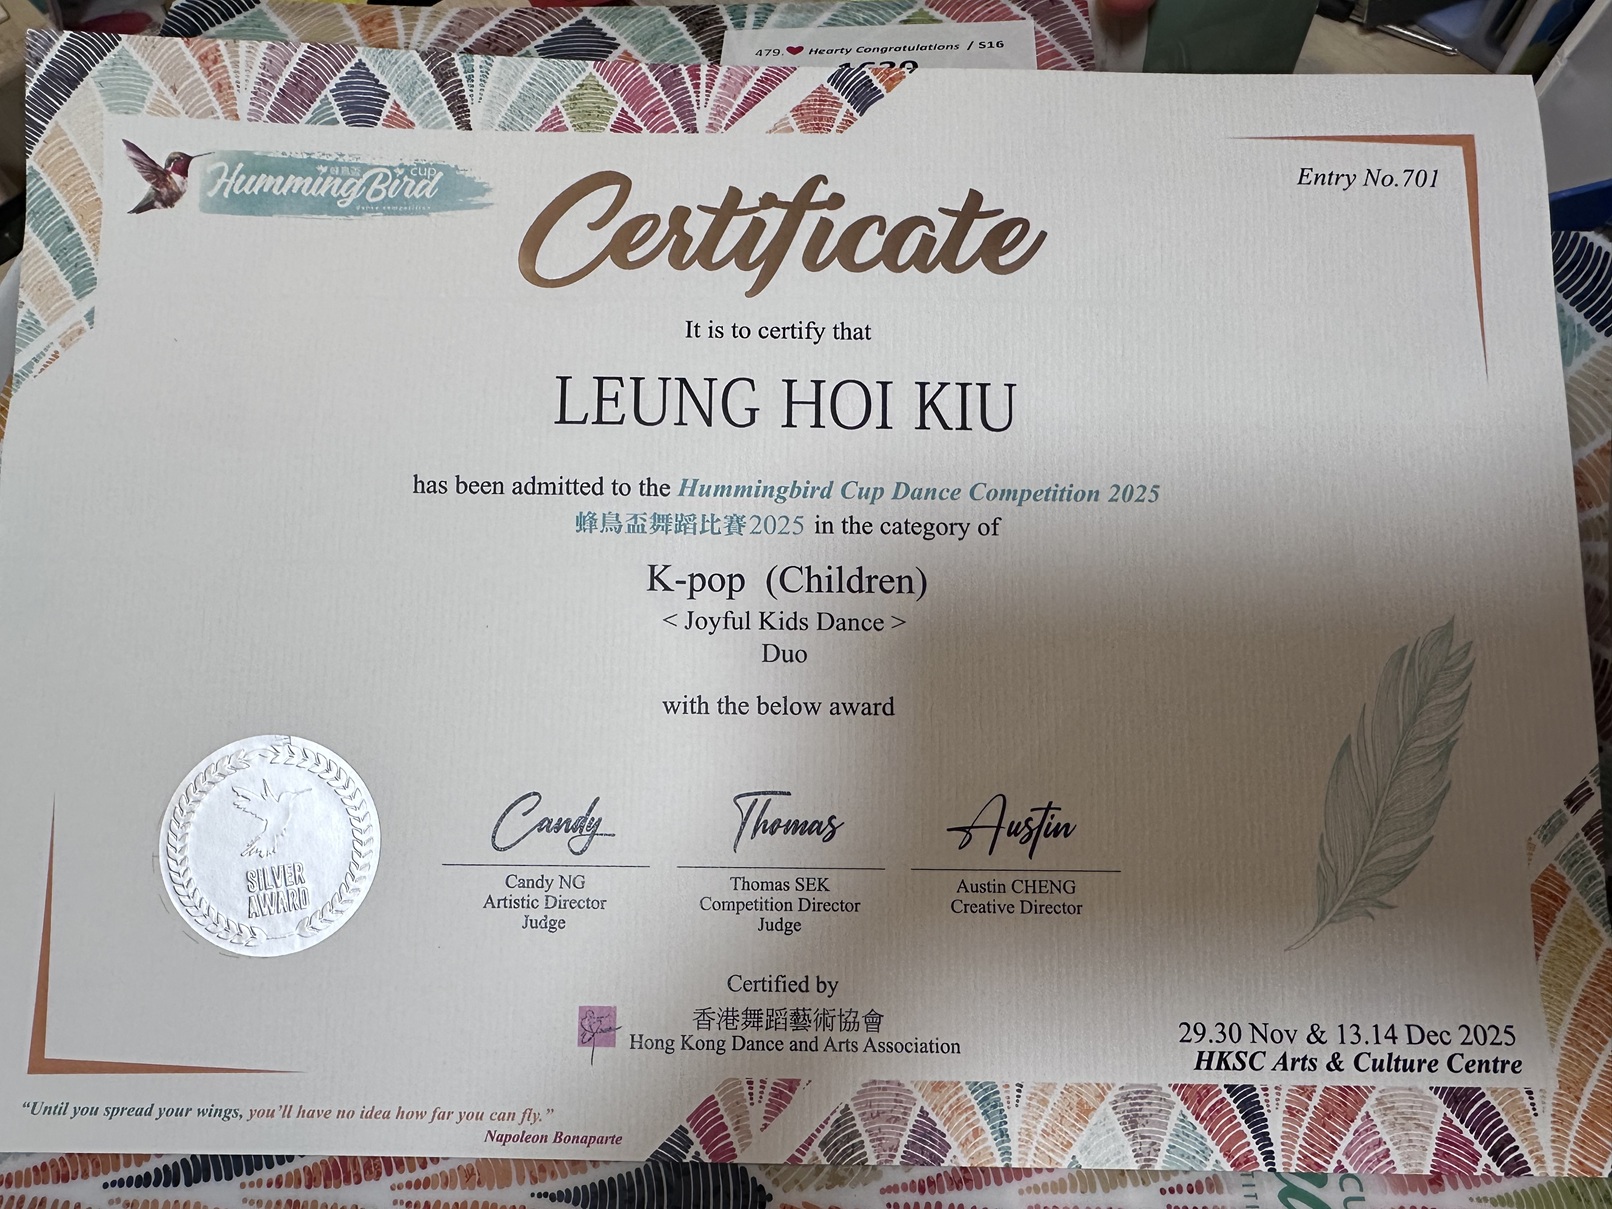 479.❤ Hearty Congratulations / S16
Entry No.701
蜂鳥盃 cup
HummingBird
dance competition
Certificate
It is to certify that
LEUNG HOI KIU
has been admitted to the Hummingbird Cup Dance Competition 2025
蜂鳥盃舞蹈比賽2025 in the category of
K-pop (Children)
< Joyful Kids Dance >
Duo
with the below award
SILVER
AWARD
Candy Thomas Austin
Candy NG
Artistic Director
Judge
Thomas SEK
Competition Director
Judge
Austin CHENG
Creative Director
Certified by
香港舞蹈藝術協會
Hong Kong Dance and Arts Association
29.30 Nov & 13.14 Dec 2025
HKSC Arts & Culture Centre
“Until you spread your wings, you’ll have no idea how far you can fly.”
Napoleon Bonaparte